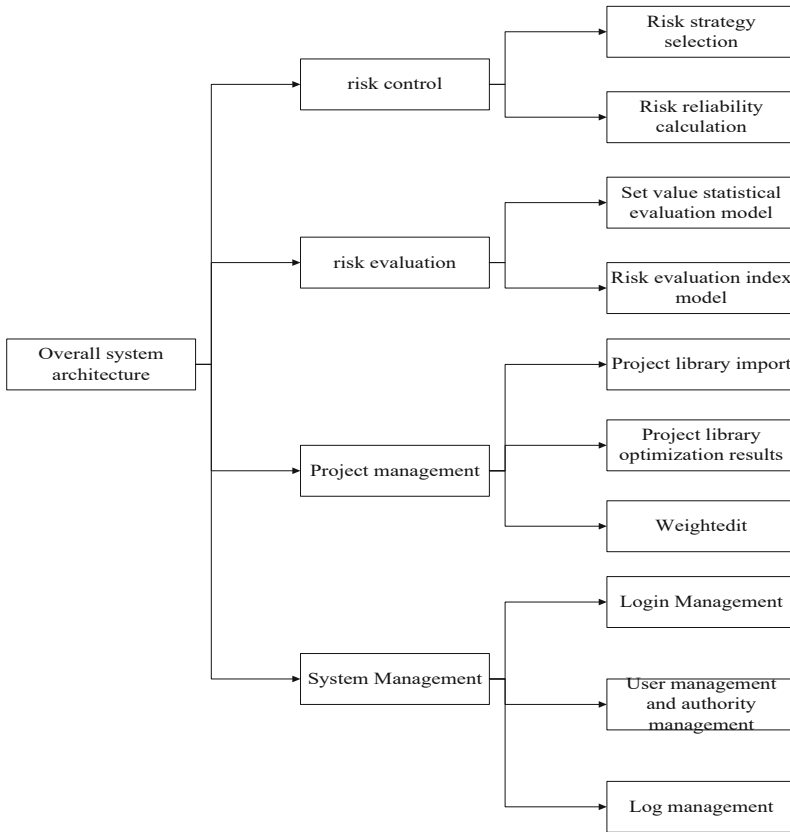 Risk strategy
selection
risk control
Risk reliability
calculation
Set value statistical
evaluation model
risk evaluation
Risk evaluation index
model
Overall system
architecture
Project library import
Project library
optimization results
Project management
Weightedit
Login Management
System Management
User management
and authority
management
Log management